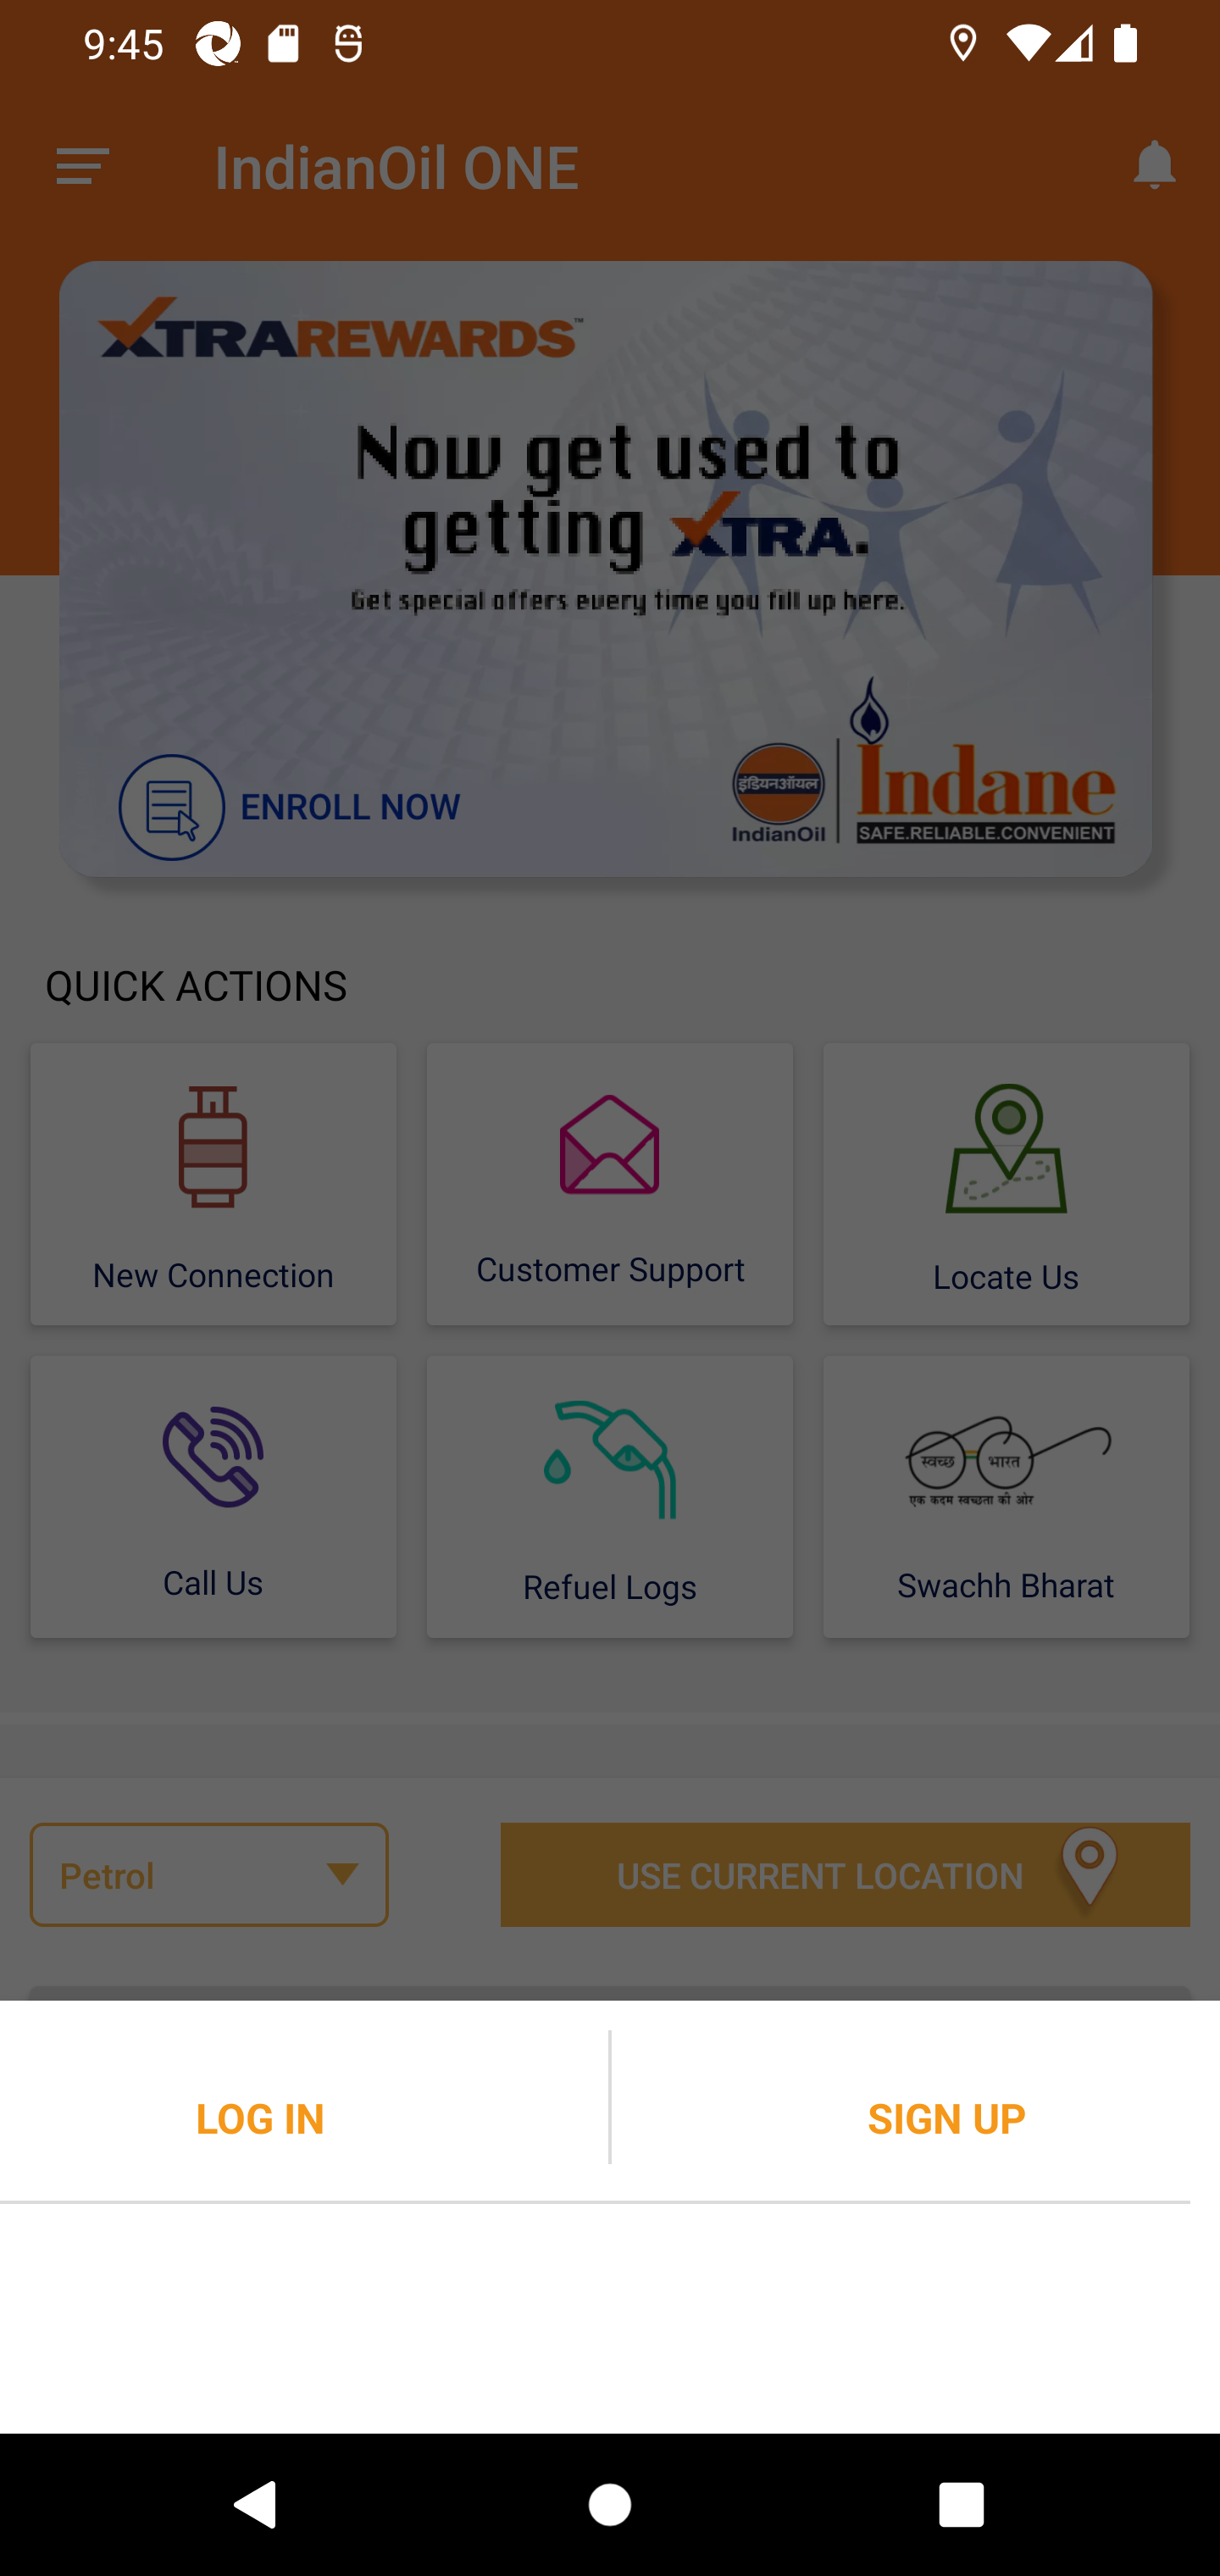 9:45
IndianOil ONE
XTRAREWARDS™
Now get used to
getting XTRA.
Get special offers every time you fill up here.
ENROLL NOW
इंडियनऑयल
IndianOil
Indane
SAFE.RELIABLE.CONVENIENT
QUICK ACTIONS
New Connection
Customer Support
Locate Us
Call Us
Refuel Logs
स्वच्छ भारत
एक कदम स्वच्छता की ओर
Swachh Bharat
Petrol
USE CURRENT LOCATION
LOG IN
SIGN UP